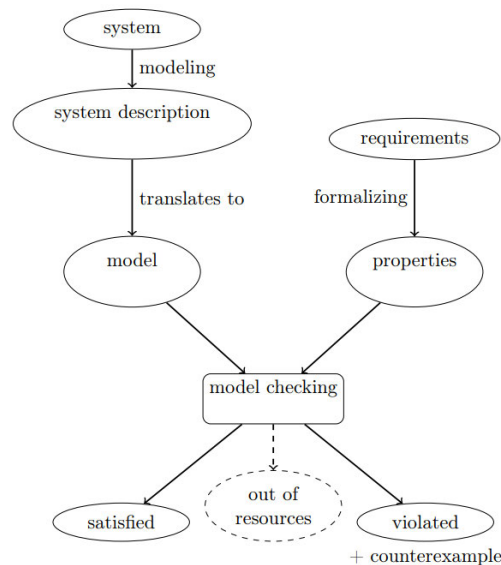 system
modeling
system description
requirements
translates to
formalizing
model
properties
model checking
out of
resources
satisfied
violated
+ counterexample